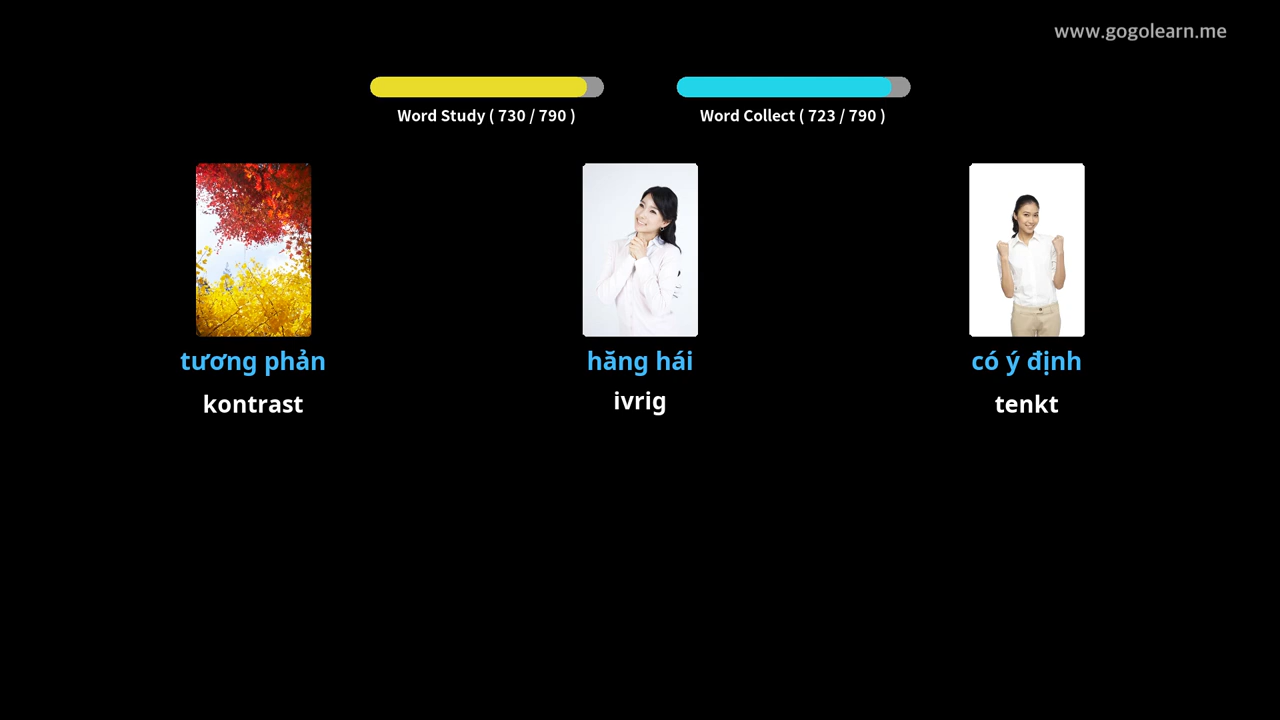 www.gogolearn.me
Word Study ( 730 / 790 )
Word Collect ( 723 / 790 )
tương phản
hăng hái
có ý định
kontrast
ivrig
tenkt